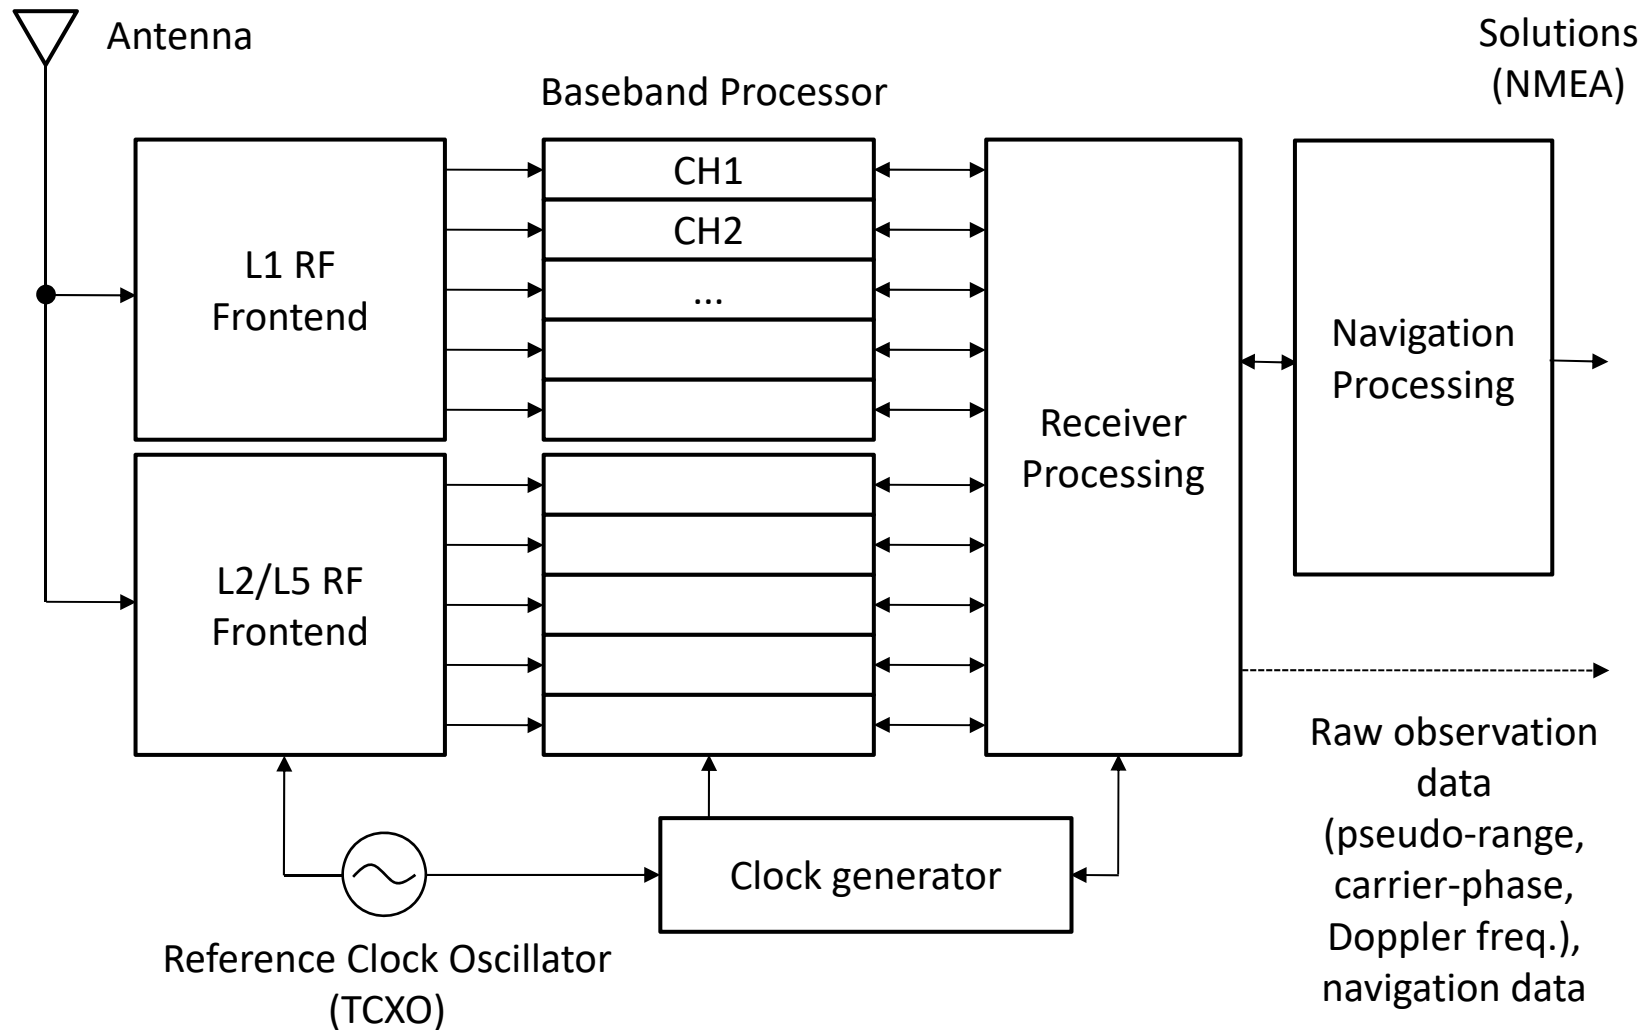 Antenna
Solutions
(NMEA)
Baseband Processor
CH1
CH2
...
L1 RF
Frontend
L2/L5 RF
Frontend
Receiver
Processing
Navigation
Processing
Clock generator
Reference Clock Oscillator
(TCXO)
Raw observation
data
(pseudo-range,
carrier-phase,
Doppler freq.),
navigation data